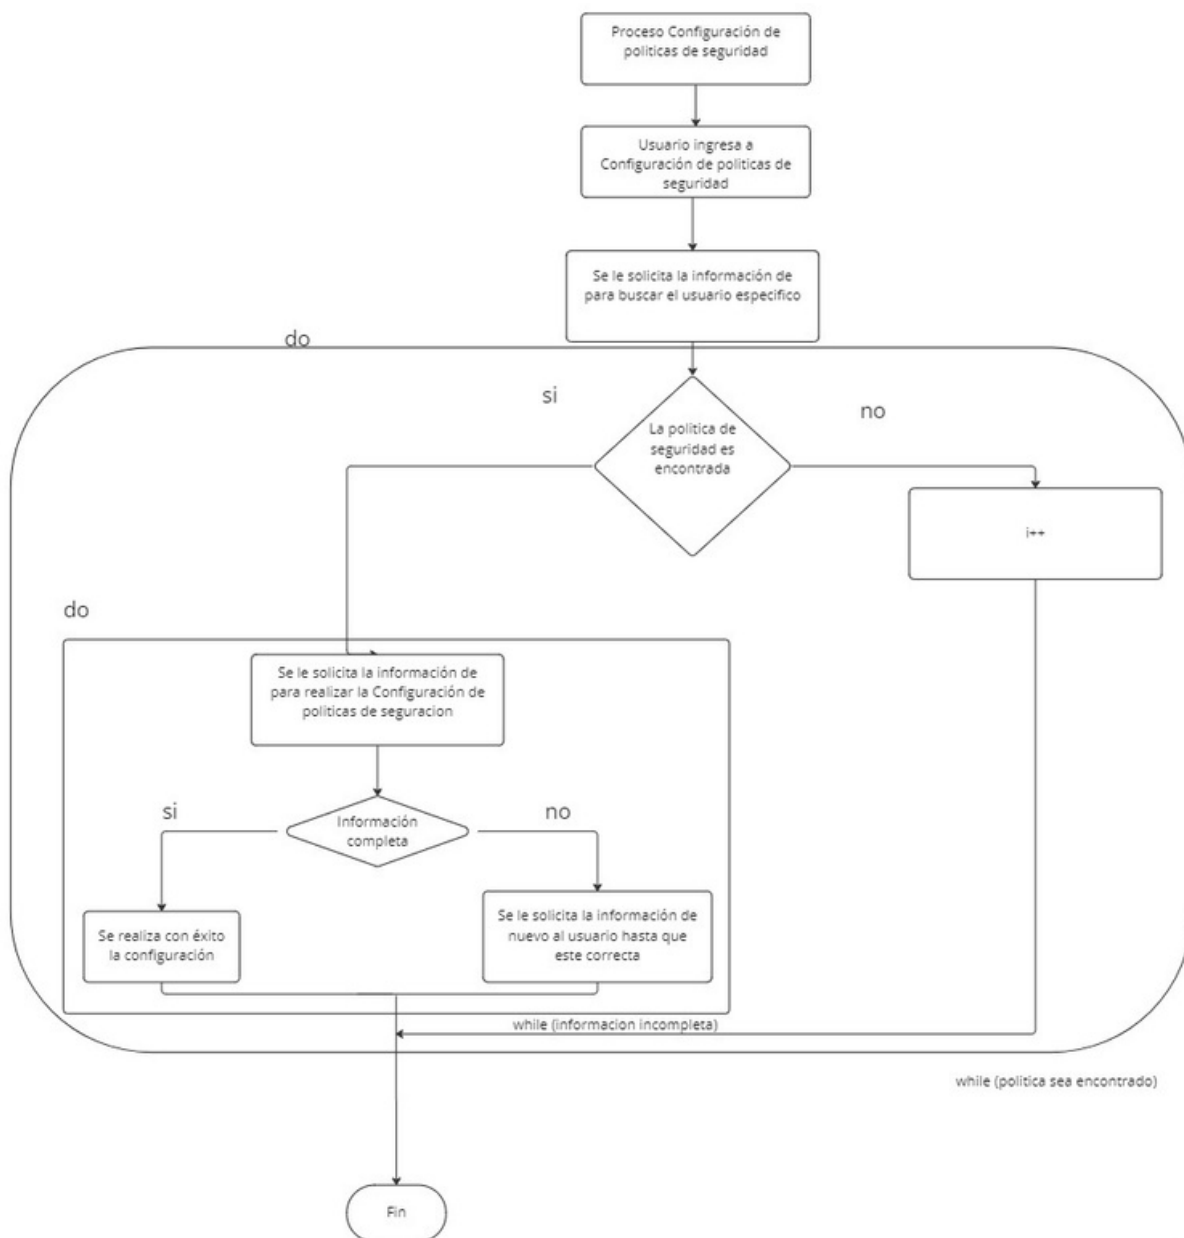 Proceso Configuración de
politicas de seguridad
Usuario ingresa a
Configuración de politicas de
seguridad
Se le solicita la información de
para buscar el usuario especifico
do
si
no
La politica de
seguridad es
encontrada
i++
do
Se le solicita la información de
para realizar la Configuración de
politicas de seguracion
si
no
Información
completa
Se realiza con éxito
la configuración
Se le solicita la información de
nuevo al usuario hasta que
este correcta
while (informacion incompleta)
while (politica sea encontrado)
Fin